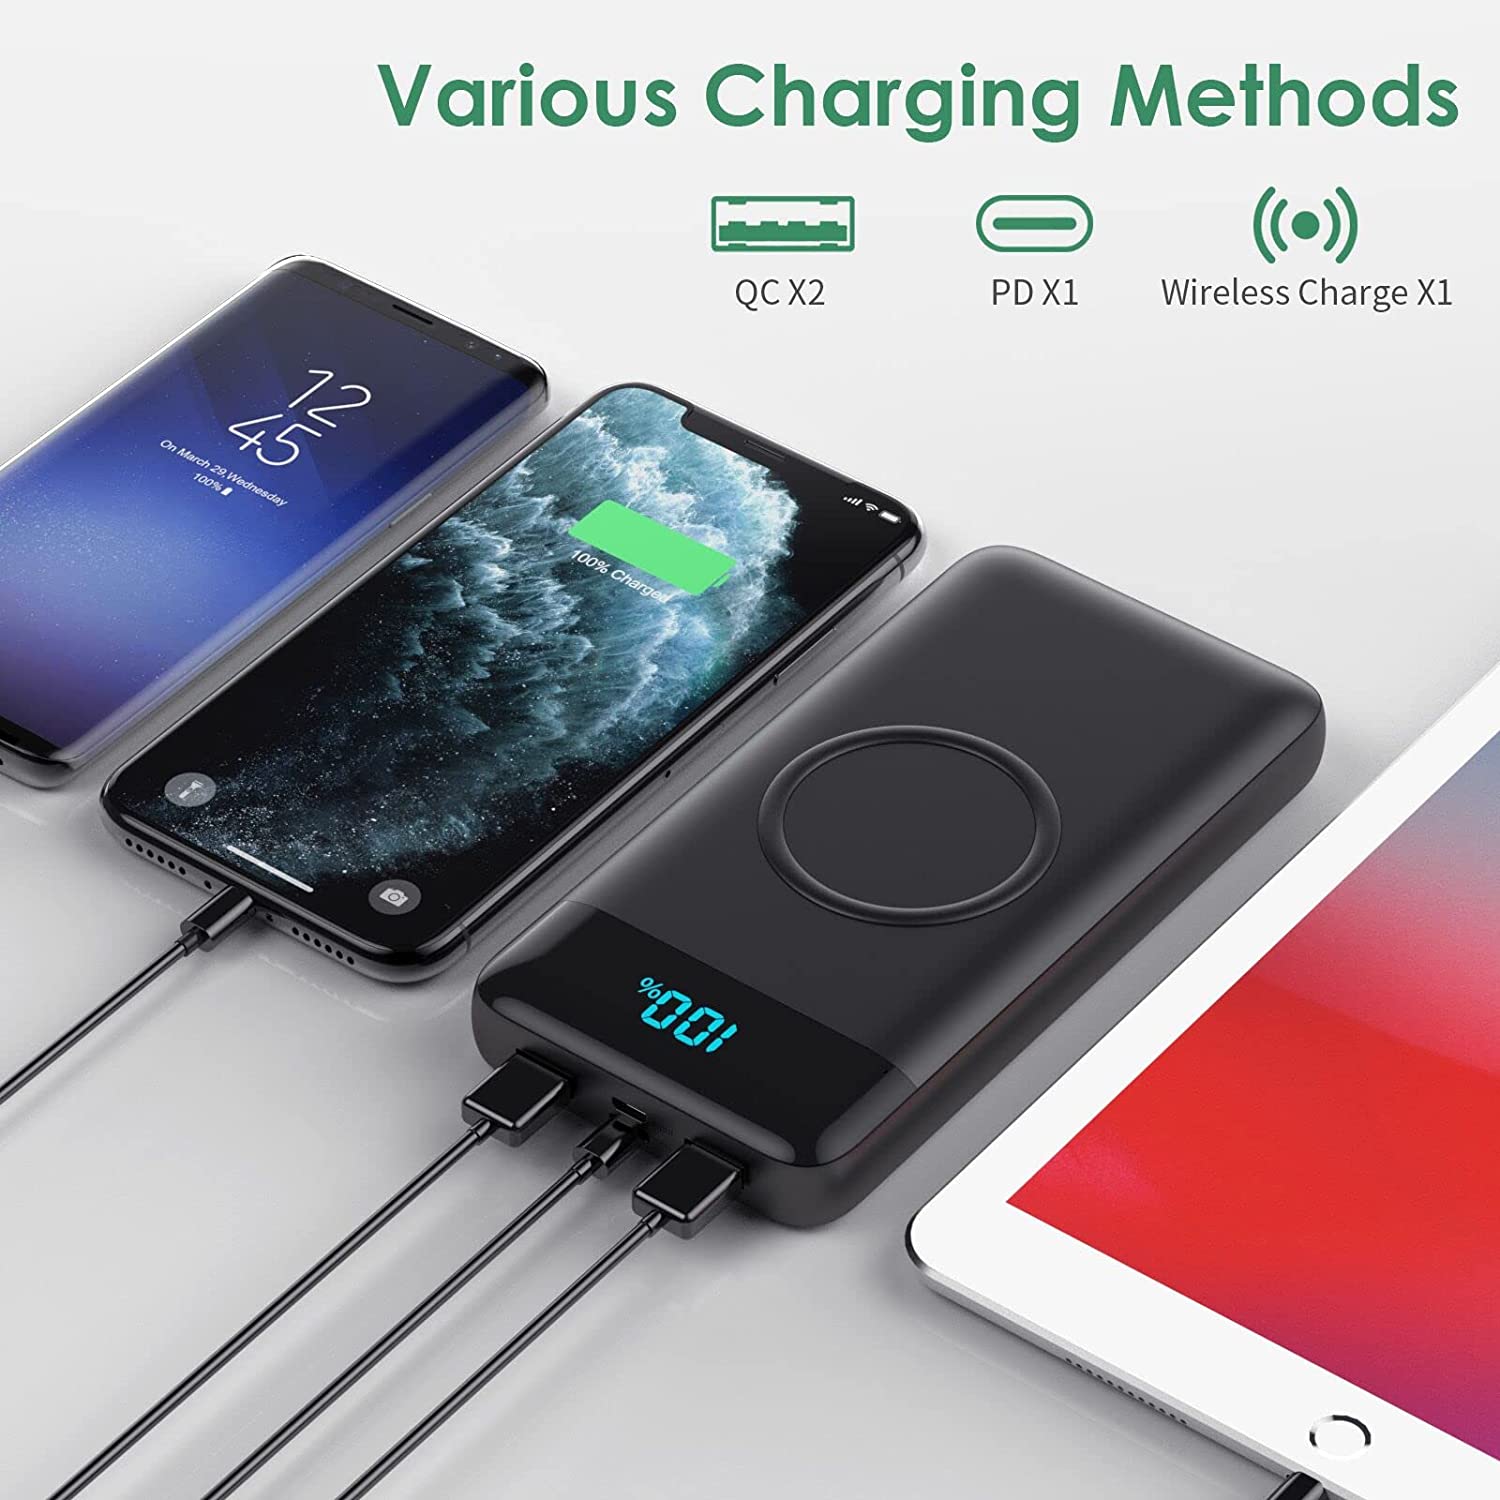 Various Charging Methods
QC X2
PD X1
Wireless Charge X1
12
45
On March 29,Wednesday
100%
100% Charged
100%